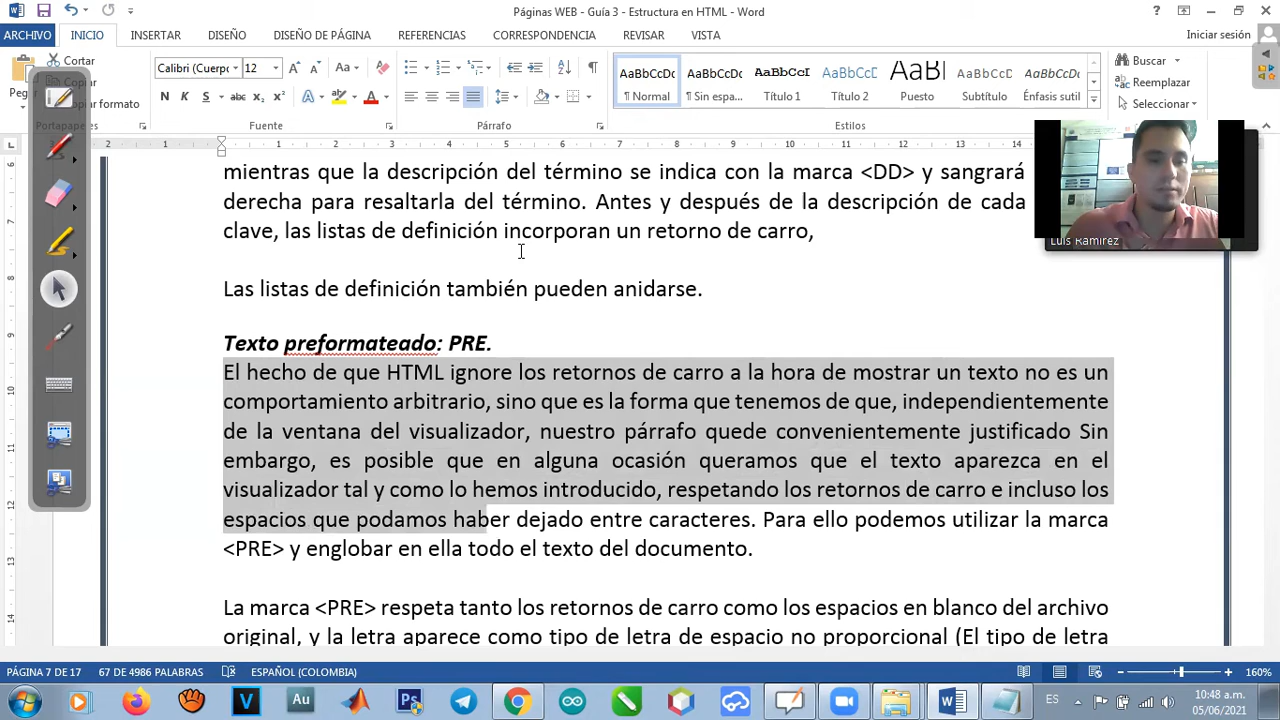 Páginas WEB - Guía 3 - Estructura en HTML - Word
ARCHIVO INICIO INSERTAR DISEÑO DISEÑO DE PÁGINA REFERENCIAS CORRESPONDENCIA REVISAR VISTA Iniciar sesión
Cortar
Copiar
Copiar formato
Portapapeles
Calibri (Cuerpo 12
N K S abc x₂ x²
Fuente
Párrafo
AaBbCcDc AaBbCcDc AaBbCcI AaBbCcDc AaBl AaBbCcDc AaBbCcDc
¶ Normal ¶ Sin espa... Título 1 Título 2 Puesto Subtítulo Énfasis sutil
Estilos
Buscar
Reemplazar
Seleccionar
Edición
mientras que la descripción del término se indica con la marca <DD> y sangrará
derecha para resaltarla del término. Antes y después de la descripción de cada
clave, las listas de definición incorporan un retorno de carro,
Luis Ramirez
Las listas de definición también pueden anidarse.
Texto preformateado: PRE.
El hecho de que HTML ignore los retornos de carro a la hora de mostrar un texto no es un
comportamiento arbitrario, sino que es la forma que tenemos de que, independientemente
de la ventana del visualizador, nuestro párrafo quede convenientemente justificado Sin
embargo, es posible que en alguna ocasión queramos que el texto aparezca en el
visualizador tal y como lo hemos introducido, respetando los retornos de carro e incluso los
espacios que podamos haber dejado entre caracteres. Para ello podemos utilizar la marca
<PRE> y englobar en ella todo el texto del documento.
La marca <PRE> respeta tanto los retornos de carro como los espacios en blanco del archivo
original, y la letra aparece como tipo de letra de espacio no proporcional (El tipo de letra
PÁGINA 7 DE 17 67 DE 4986 PALABRAS ESPAÑOL (COLOMBIA) 160%
ES 10:48 a.m.
05/06/2021